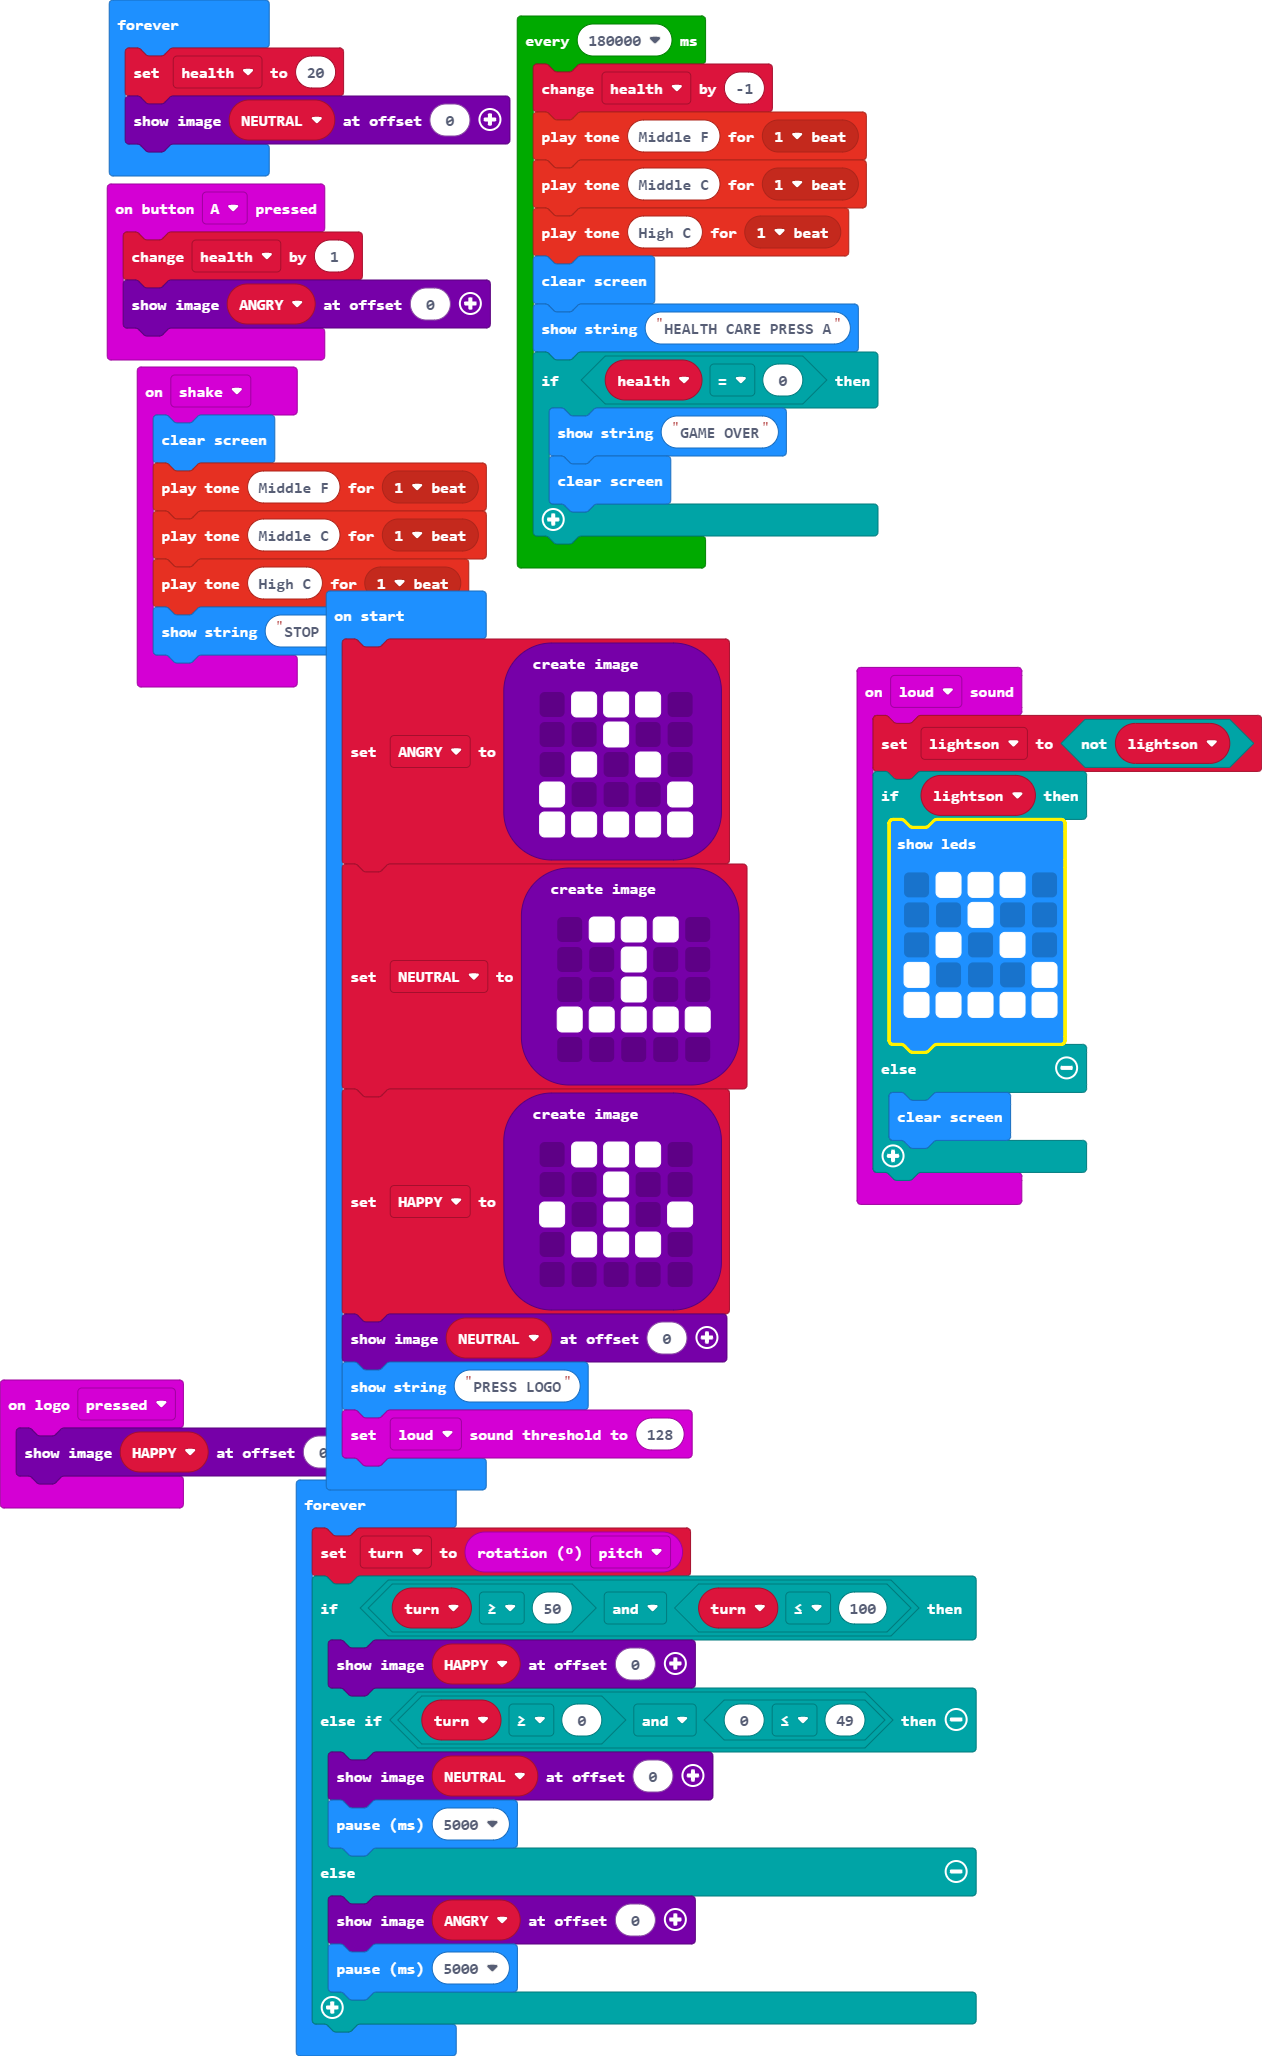 forever
set health to 20
show image NEUTRAL at offset 0
on button A pressed
change health by 1
show image ANGRY at offset 0
on shake
clear screen
play tone Middle F for 1 beat
play tone Middle C for 1 beat
play tone High C for 1 beat
show string "STOP
every 180000 ms
change health by -1
play tone Middle F for 1 beat
play tone Middle C for 1 beat
play tone High C for 1 beat
clear screen
show string "HEALTH CARE PRESS A"
if health = 0 then
show string "GAME OVER"
clear screen
on start
set ANGRY to create image
set NEUTRAL to create image
set HAPPY to create image
show image NEUTRAL at offset 0
show string "PRESS LOGO"
set loud sound threshold to 128
on loud sound
set lightson to not lightson
if lightson then
show leds
else
clear screen
on logo pressed
show image HAPPY at offset 0
forever
set turn to rotation (º) pitch
if turn ≥ 50 and turn ≤ 100 then
show image HAPPY at offset 0
else if turn ≥ 0 and 0 ≤ 49 then
show image NEUTRAL at offset 0
pause (ms) 5000
else
show image ANGRY at offset 0
pause (ms) 5000